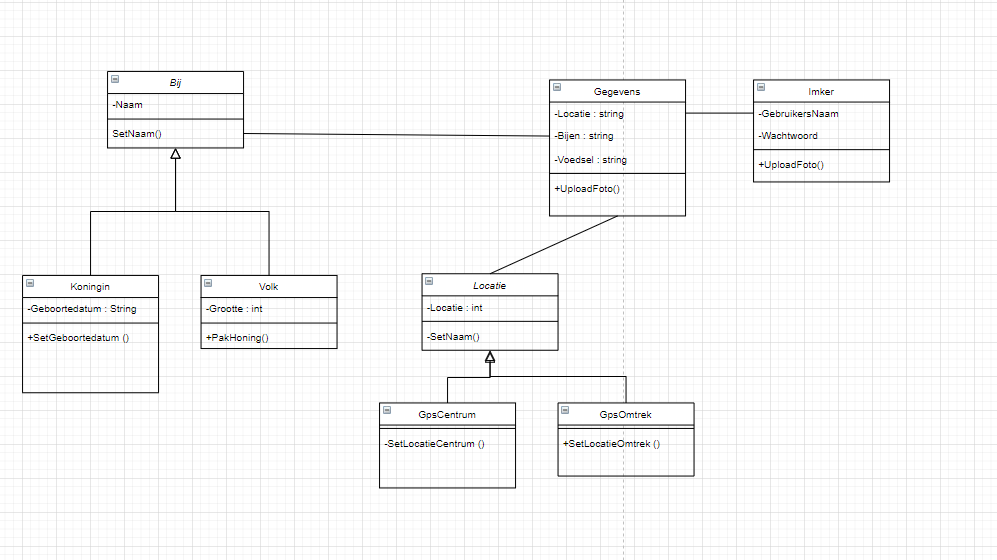 Bij
-Naam
SetNaam()
Gegevens
-Locatie : string
-Bijen : string
-Voedsel : string
+UploadFoto()
Imker
-GebruikersNaam
-Wachtwoord
+UploadFoto()
Koningin
-Geboortedatum : String
+SetGeboortedatum ()
Volk
-Grootte : int
+PakHoning()
Locatie
-Locatie : int
-SetNaam()
GpsCentrum
-SetLocatieCentrum ()
GpsOmtrek
+SetLocatieOmtrek ()